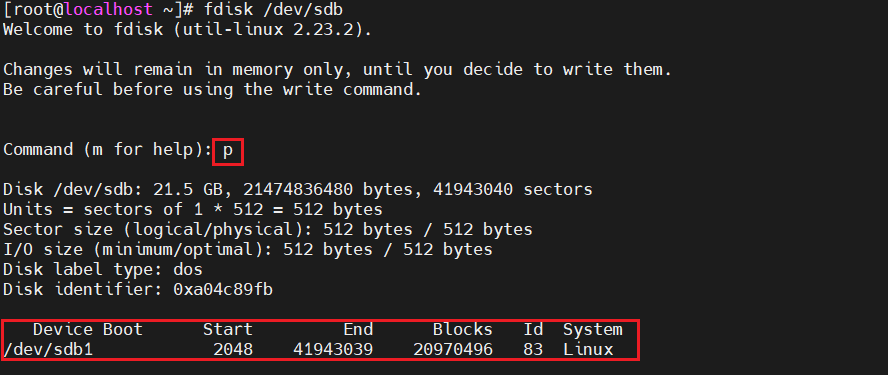 [root@localhost ~]# fdisk /dev/sdb
Welcome to fdisk (util-linux 2.23.2).
Changes will remain in memory only, until you decide to write them.
Be careful before using the write command.
Command (m for help): p
Disk /dev/sdb: 21.5 GB, 21474836480 bytes, 41943040 sectors
Units = sectors of 1 * 512 = 512 bytes
Sector size (logical/physical): 512 bytes / 512 bytes
I/O size (minimum/optimal): 512 bytes / 512 bytes
Disk label type: dos
Disk identifier: 0xa04c89fb
Device Boot      Start         End      Blocks   Id  System
/dev/sdb1            2048    41943039    20970496   83  Linux